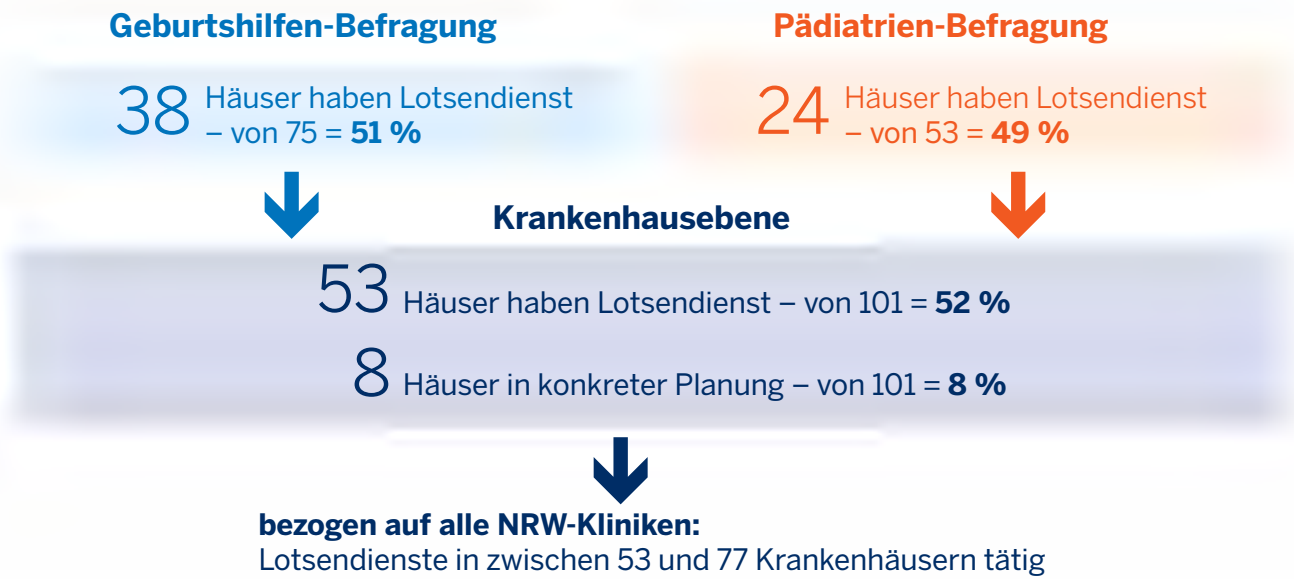 Geburtshilfen-Befragung
38 Häuser haben Lotsendienst
– von 75 = 51 %
Pädiatrien-Befragung
24 Häuser haben Lotsendienst
– von 53 = 49 %
Krankenhausebene
53 Häuser haben Lotsendienst – von 101 = 52 %
8 Häuser in konkreter Planung – von 101 = 8 %
bezogen auf alle NRW-Kliniken:
Lotsendienste in zwischen 53 und 77 Krankenhäusern tätig